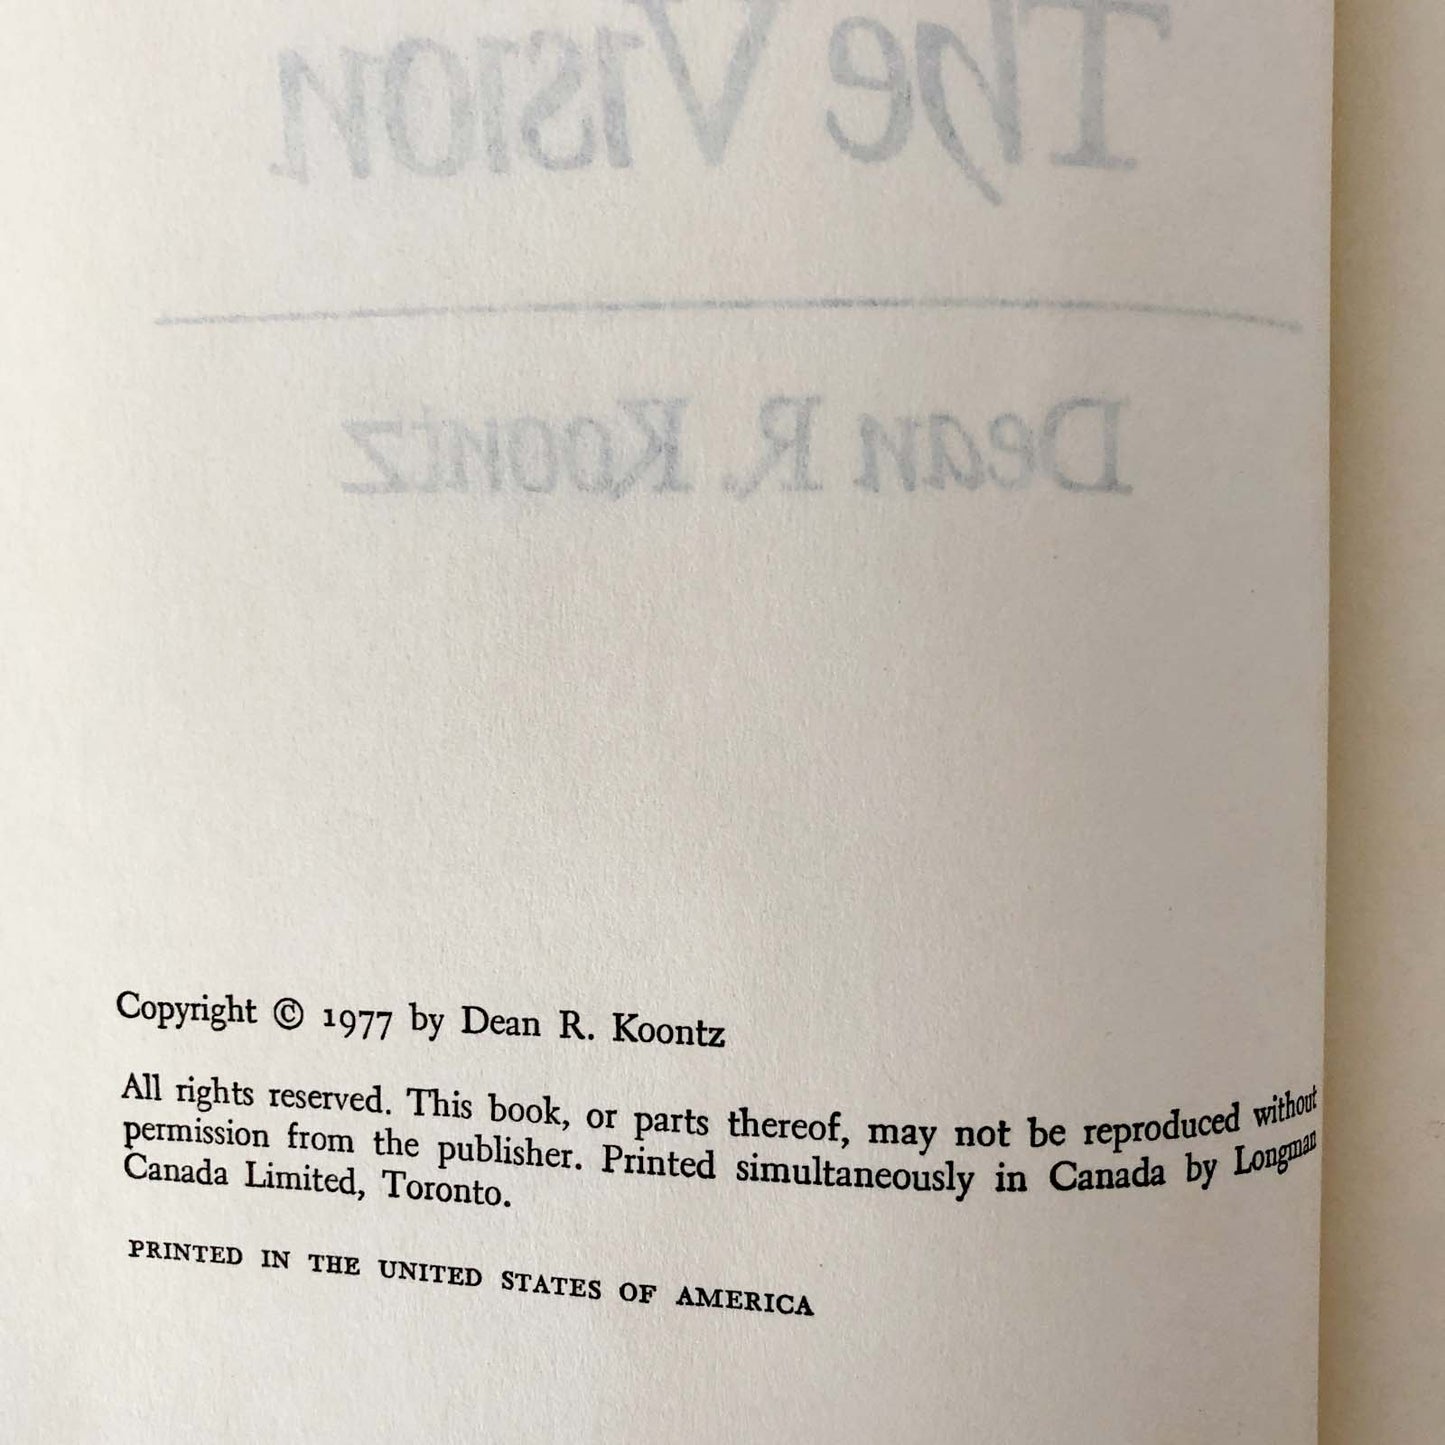 The Vision
Dean R. Koontz
Copyright © 1977 by Dean R. Koontz
All rights reserved. This book, or parts thereof, may not be reproduced without
permission from the publisher. Printed simultaneously in Canada by Longman
Canada Limited, Toronto.
PRINTED IN THE UNITED STATES OF AMERICA